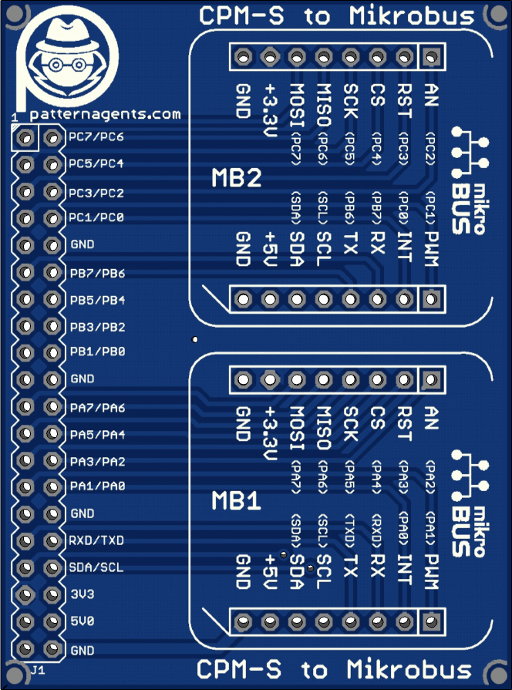 CPM-S to Mikrobus
patternagents.com
1
PC7/PC6
PC5/PC4
PC3/PC2
PC1/PC0
GND
PB7/PB6
PB5/PB4
PB3/PB2
PB1/PB0
GND
PA7/PA6
PA5/PA4
PA3/PA2
PA1/PA0
GND
RXD/TXD
SDA/SCL
3V3
5V0
GND
J1
GND +3.3V MOSI MISO SCK CS RST AN
(PC7) (PC6) (PC5) (PC4) (PC3) (PC2)
MB2
mikro
BUS
(SDA) (SCL) (PB6) (PB7) (PC0) (PC1)
GND +5V SDA SCL TX RX INT PWM
GND +3.3V MOSI MISO SCK CS RST AN
(PA7) (PA6) (PA5) (PA4) (PA3) (PA2)
MB1
mikro
BUS
(SDA) (SCL) (TXD) (RXD) (PA0) (PA1)
GND +5V SDA SCL TX RX INT PWM
CPM-S to Mikrobus